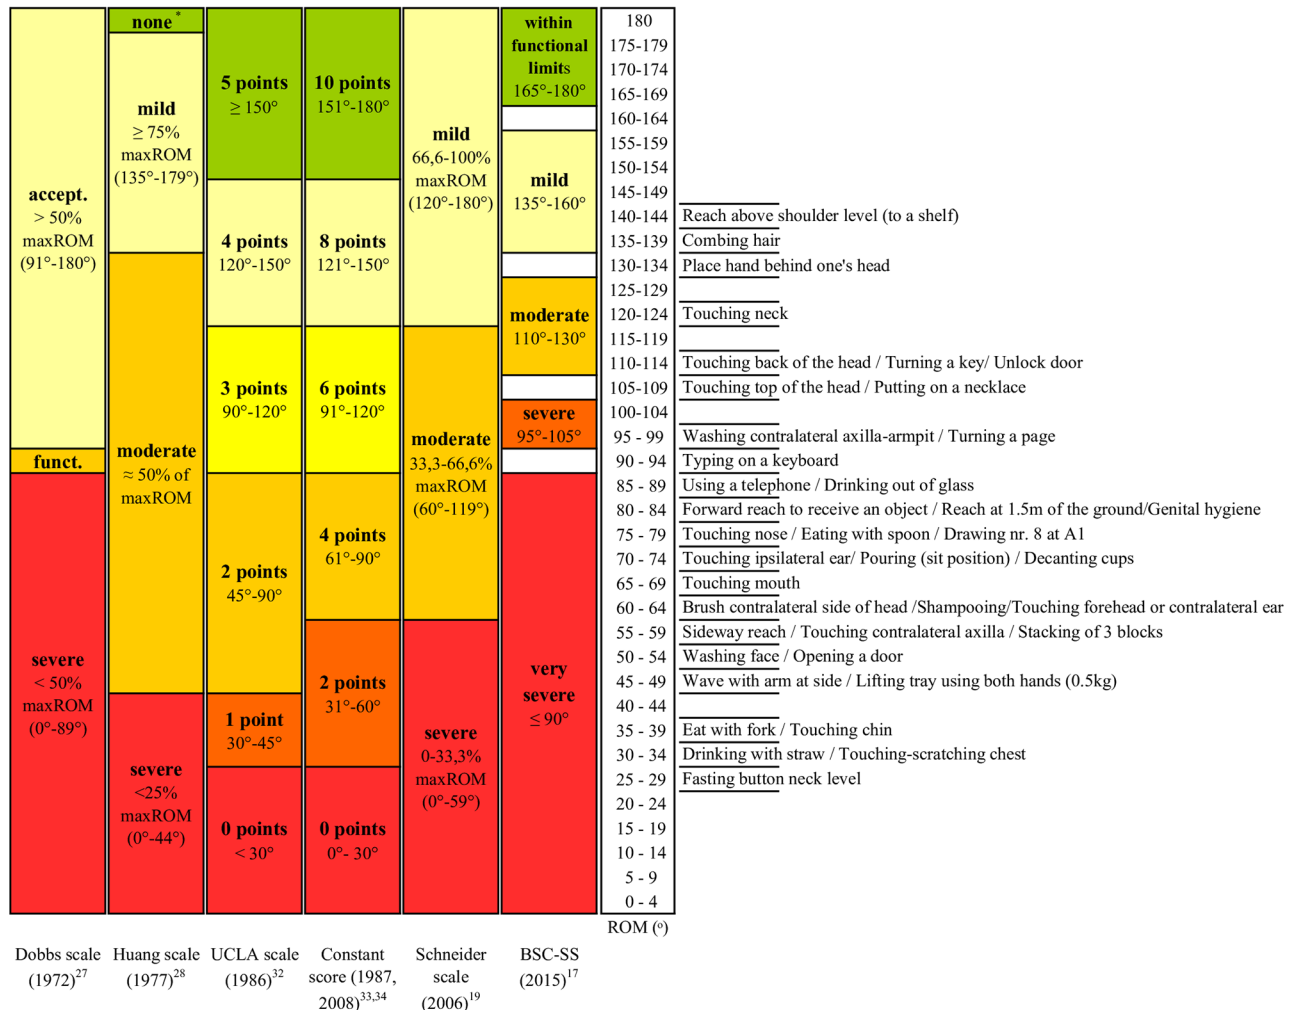 accept.
> 50%
maxROM
(91°-180°)
funct.
severe
< 50%
maxROM
(0°-89°)
Dobbs scale
(1972)27
none *
mild
≥ 75%
maxROM
(135°-179°)
moderate
≈ 50% of
maxROM
severe
<25%
maxROM
(0°-44°)
Huang scale
(1977)28
5 points
≥ 150°
4 points
120°-150°
3 points
90°-120°
2 points
45°-90°
1 point
30°-45°
0 points
< 30°
UCLA scale
(1986)32
10 points
151°-180°
8 points
121°-150°
6 points
91°-120°
4 points
61°-90°
2 points
31°-60°
0 points
0°- 30°
Constant
score (1987,
2008)33,34
mild
66,6-100%
maxROM
(120°-180°)
moderate
33,3-66,6%
maxROM
(60°-119°)
severe
0-33,3%
maxROM
(0°-59°)
Schneider
scale
(2006)19
within
functional
limits
165°-180°
mild
135°-160°
moderate
110°-130°
severe
95°-105°
very
severe
≤ 90°
BSC-SS
(2015)17
180
175-179
170-174
165-169
160-164
155-159
150-154
145-149
140-144 Reach above shoulder level (to a shelf)
135-139 Combing hair
130-134 Place hand behind one's head
125-129
120-124 Touching neck
115-119
110-114 Touching back of the head / Turning a key/ Unlock door
105-109 Touching top of the head / Putting on a necklace
100-104
95 - 99 Washing contralateral axilla-armpit / Turning a page
90 - 94 Typing on a keyboard
85 - 89 Using a telephone / Drinking out of glass
80 - 84 Forward reach to receive an object / Reach at 1.5m of the ground/Genital hygiene
75 - 79 Touching nose / Eating with spoon / Drawing nr. 8 at A1
70 - 74 Touching ipsilateral ear/ Pouring (sit position) / Decanting cups
65 - 69 Touching mouth
60 - 64 Brush contralateral side of head /Shampooing/Touching forehead or contralateral ear
55 - 59 Sideway reach / Touching contralateral axilla / Stacking of 3 blocks
50 - 54 Washing face / Opening a door
45 - 49 Wave with arm at side / Lifting tray using both hands (0.5kg)
40 - 44
35 - 39 Eat with fork / Touching chin
30 - 34 Drinking with straw / Touching-scratching chest
25 - 29 Fasting button neck level
20 - 24
15 - 19
10 - 14
5 - 9
0 - 4
ROM (º)